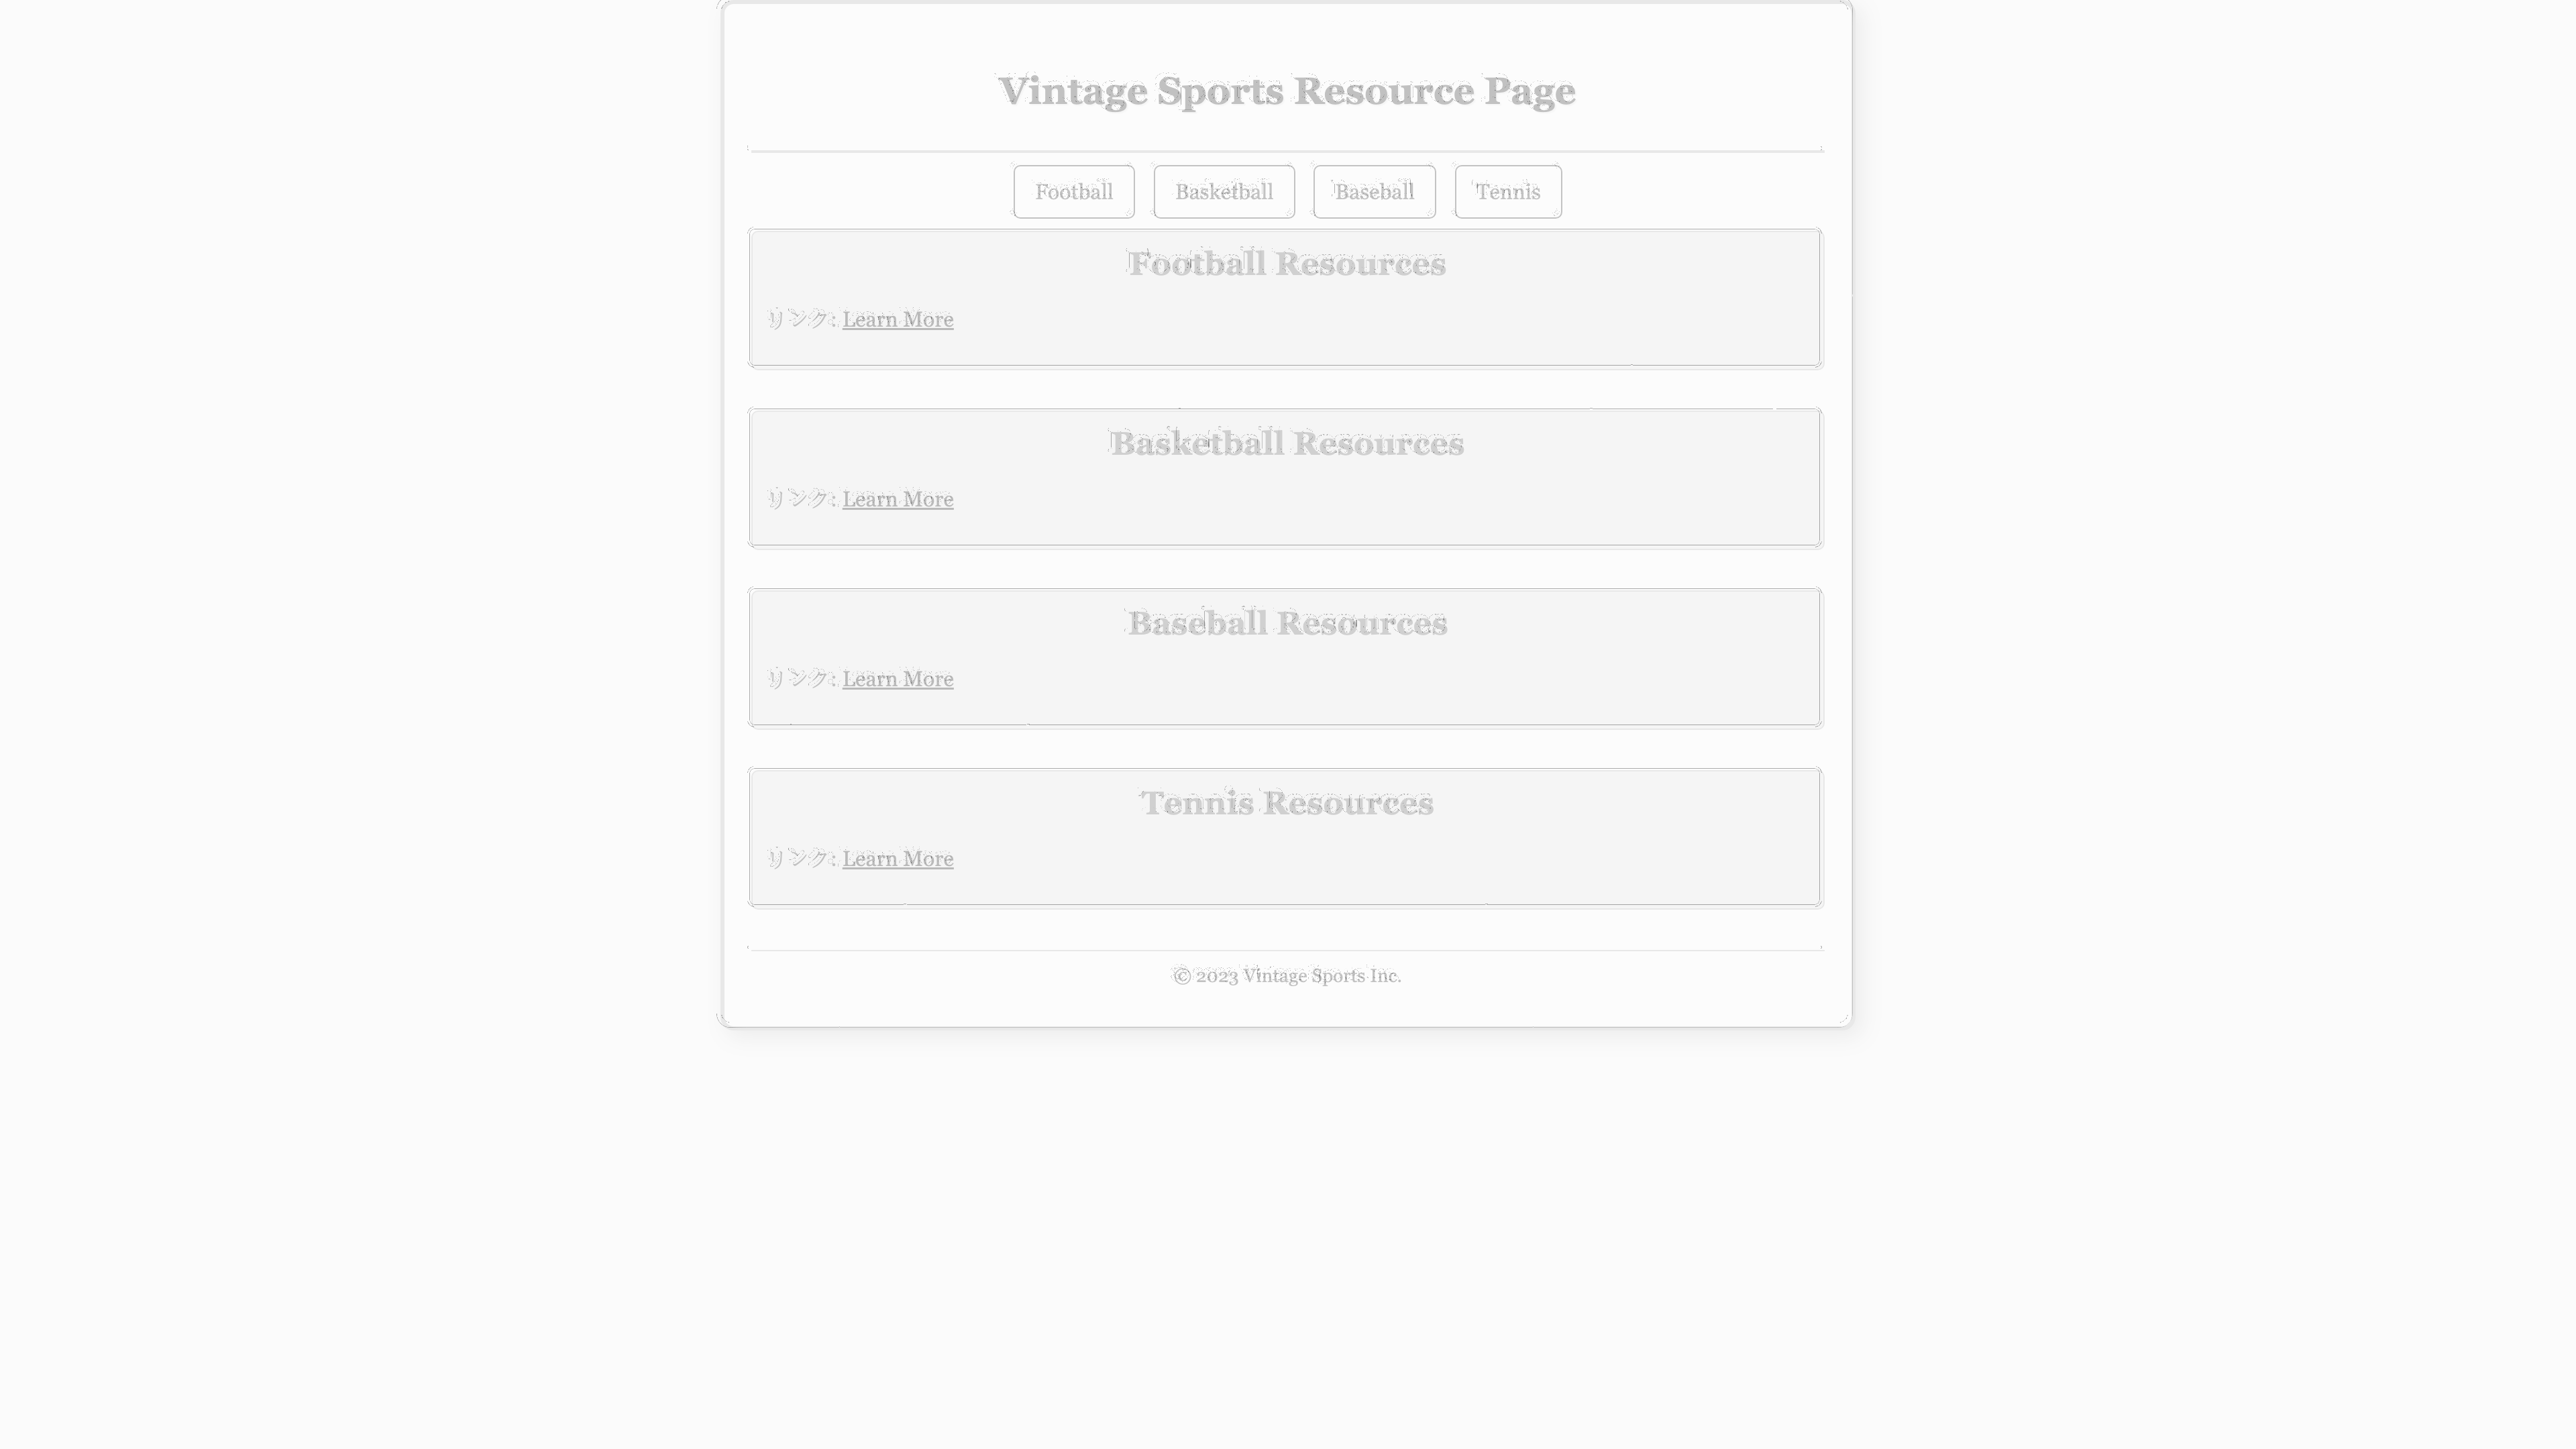 Vintage Sports Resource Page
Football Basketball Baseball Tennis
Football Resources
リンク: Learn More
Basketball Resources
リンク: Learn More
Baseball Resources
リンク: Learn More
Tennis Resources
リンク: Learn More
© 2023 Vintage Sports Inc.